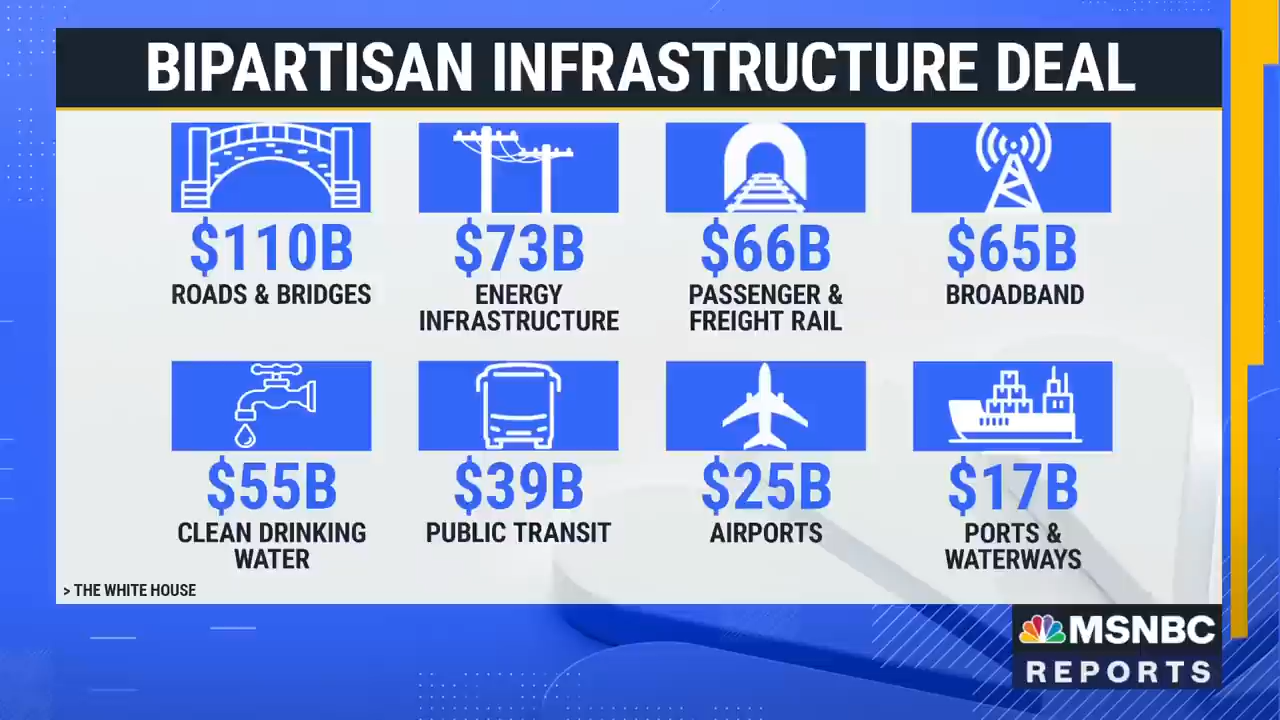 BIPARTISAN INFRASTRUCTURE DEAL
$110B
ROADS & BRIDGES
$73B
ENERGY
INFRASTRUCTURE
$66B
PASSENGER &
FREIGHT RAIL
$65B
BROADBAND
$55B
CLEAN DRINKING
WATER
$39B
PUBLIC TRANSIT
$25B
AIRPORTS
$17B
PORTS &
WATERWAYS
> THE WHITE HOUSE
MSNBC
REPORTS